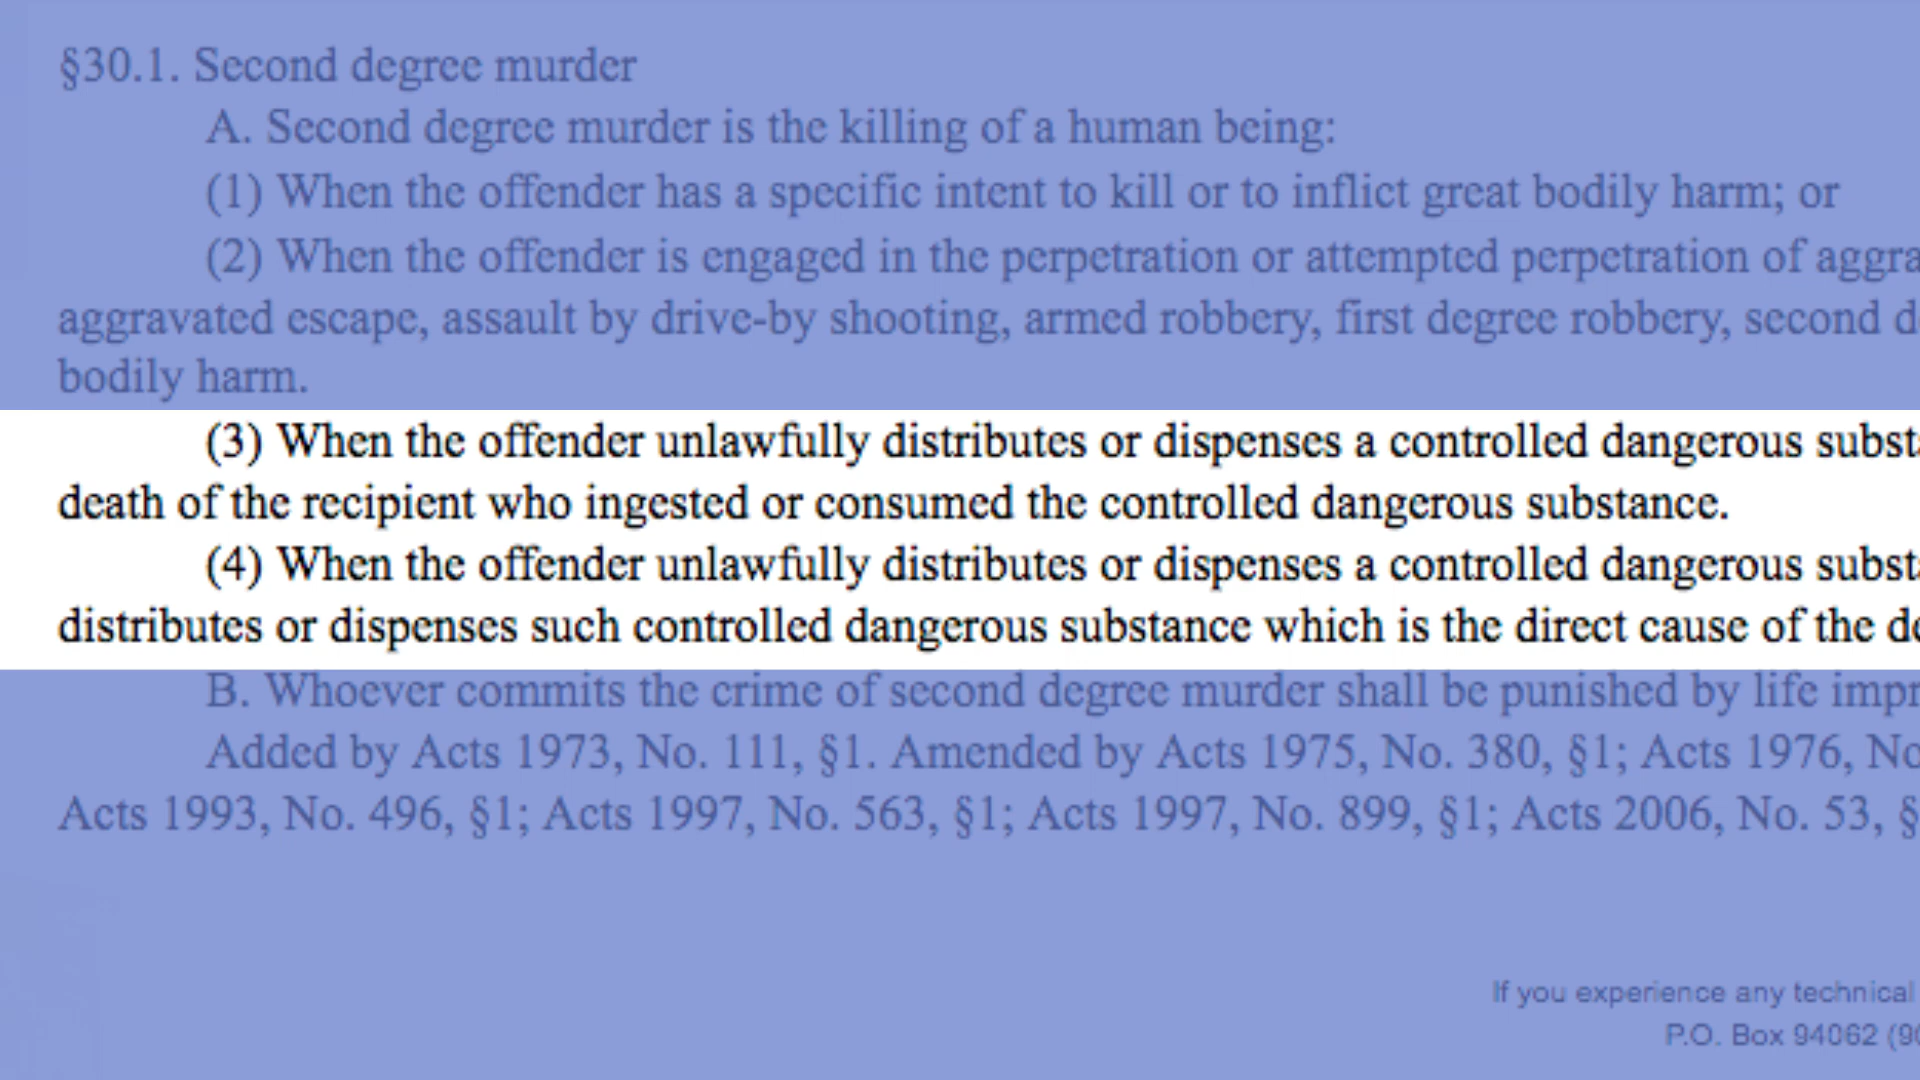 §30.1. Second degree murder
A. Second degree murder is the killing of a human being:
(1) When the offender has a specific intent to kill or to inflict great bodily harm; or
(2) When the offender is engaged in the perpetration or attempted perpetration of
aggravated escape, assault by drive-by shooting, armed robbery, first degree robbery, second
bodily harm.
(3) When the offender unlawfully distributes or dispenses a controlled dangerous
death of the recipient who ingested or consumed the controlled dangerous substance.
(4) When the offender unlawfully distributes or dispenses a controlled dangerous
distributes or dispenses such controlled dangerous substance which is the direct cause of the
B. Whoever commits the crime of second degree murder shall be punished by life
Added by Acts 1973, No. 111, §1. Amended by Acts 1975, No. 380, §1; Acts 1976, No
Acts 1993, No. 496, §1; Acts 1997, No. 563, §1; Acts 1997, No. 899, §1; Acts 2006, No. 53, §
If you experience any technical
P.O. Box 94062